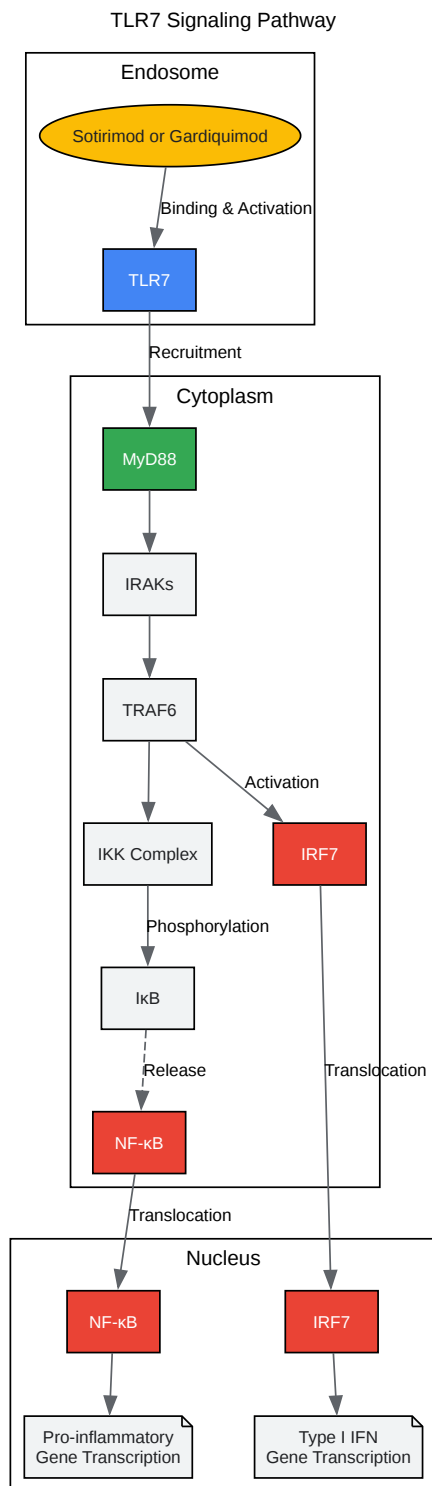 TLR7 Signaling Pathway
Endosome
Sotirimod or Gardiquimod
Binding & Activation
TLR7
Recruitment
Cytoplasm
MyD88
IRAKs
TRAF6
Activation
IKK Complex
IRF7
Phosphorylation
IκB
Release
Translocation
NF-κB
Translocation
Nucleus
NF-κB
IRF7
Pro-inflammatory
Gene Transcription
Type I IFN
Gene Transcription